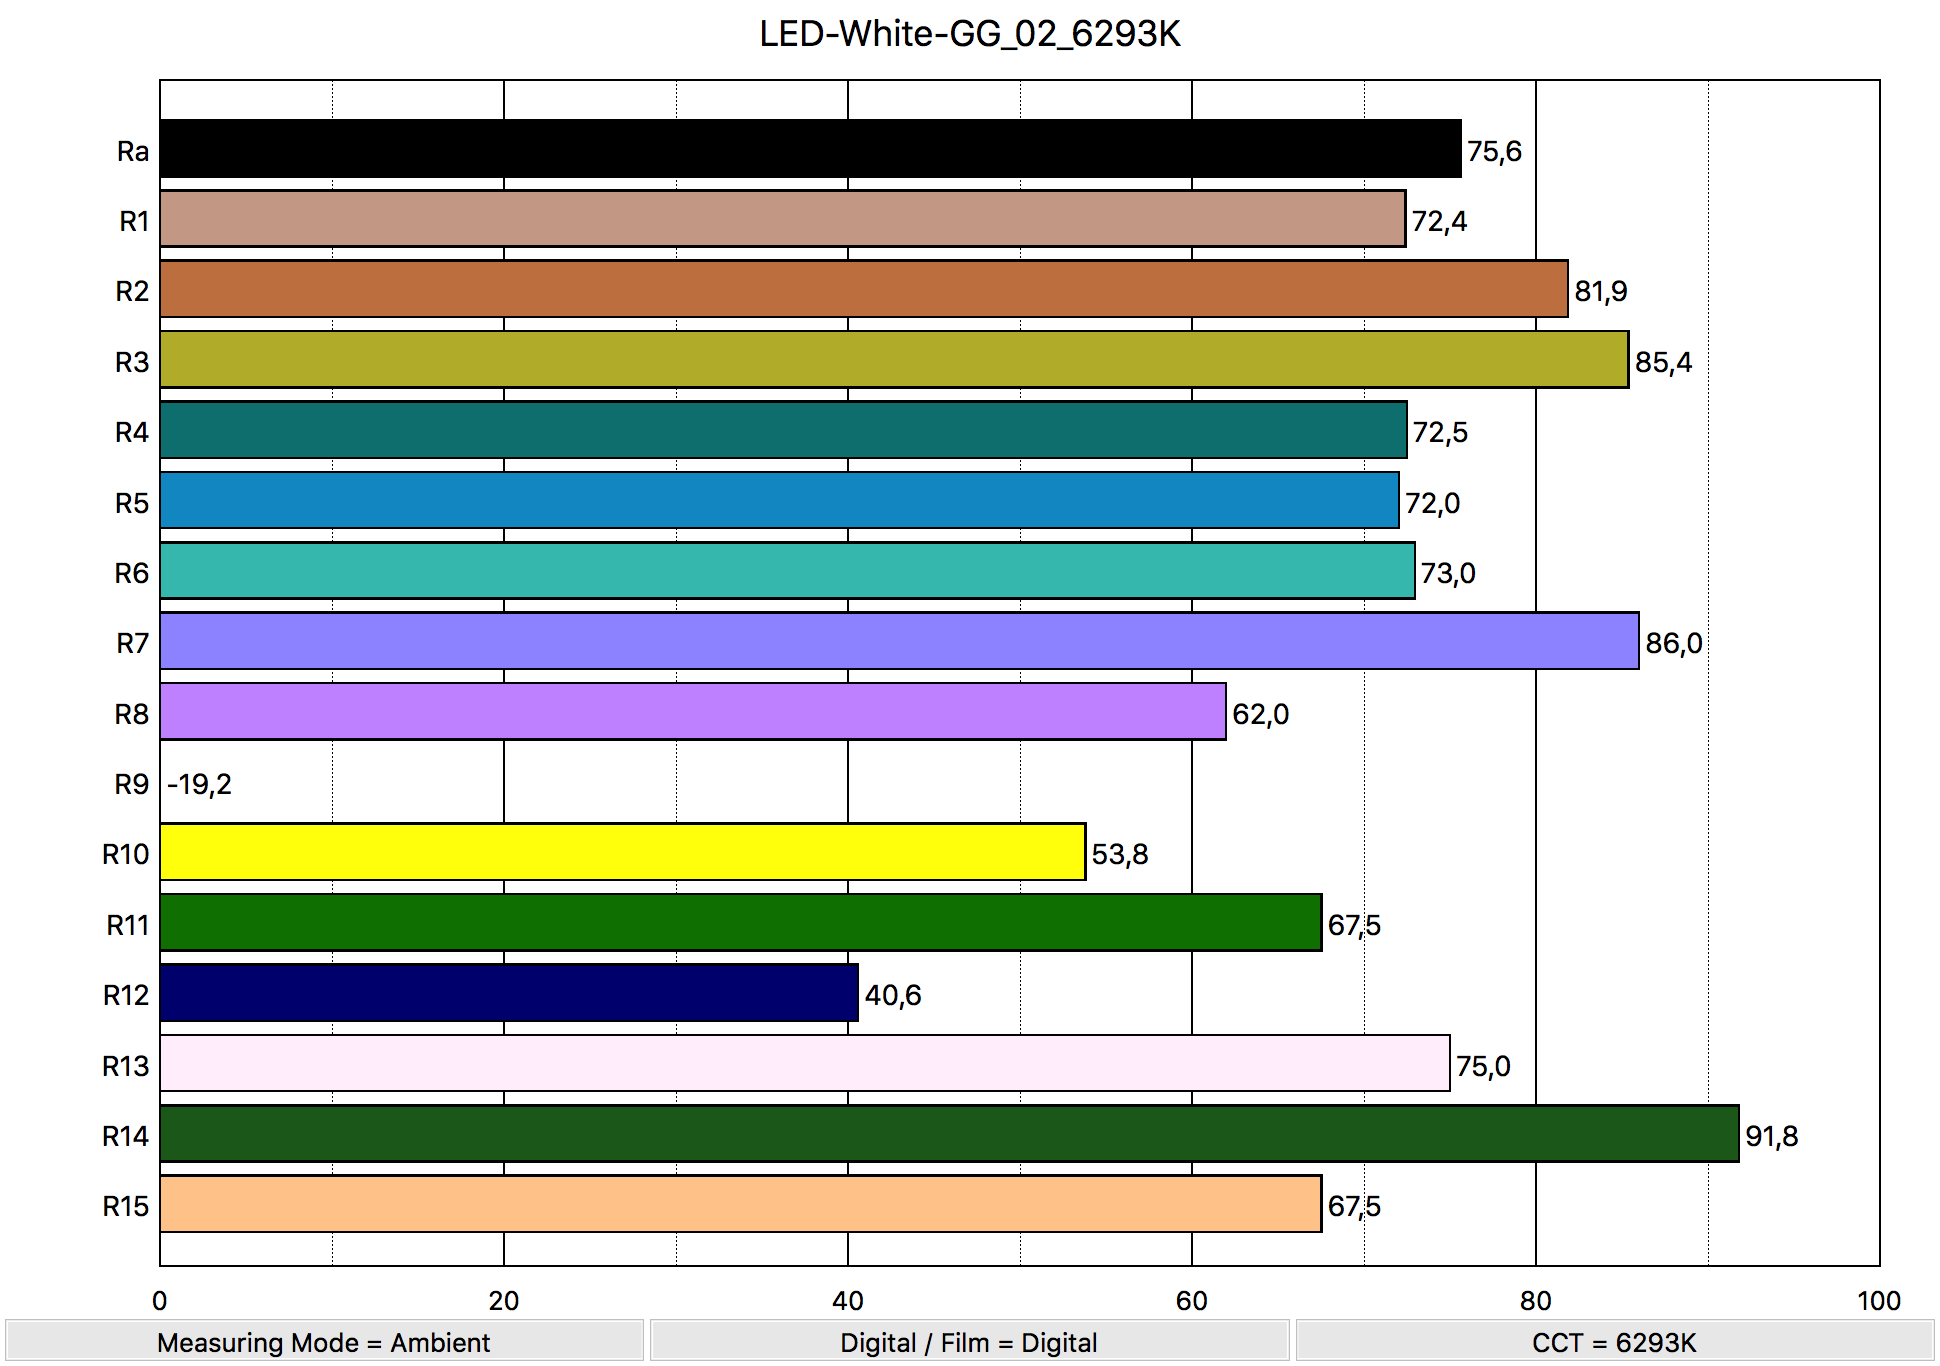 LED-White-GG_02_6293K
Ra 75,6
R1 72,4
R2 81,9
R3 85,4
R4 72,5
R5 72,0
R6 73,0
R7 86,0
R8 62,0
R9 -19,2
R10 53,8
R11 67,5
R12 40,6
R13 75,0
R14 91,8
R15 67,5
0 20 40 60 80 100
Measuring Mode = Ambient Digital / Film = Digital CCT = 6293K